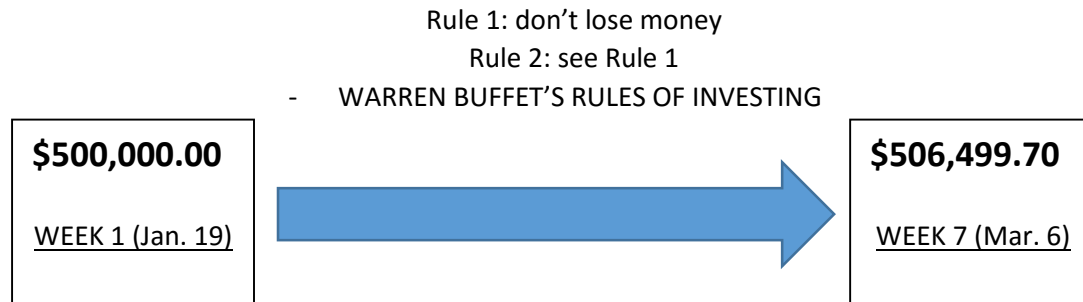 Rule 1: don’t lose money
Rule 2: see Rule 1
- WARREN BUFFET’S RULES OF INVESTING
$500,000.00
WEEK 1 (Jan. 19)
$506,499.70
WEEK 7 (Mar. 6)